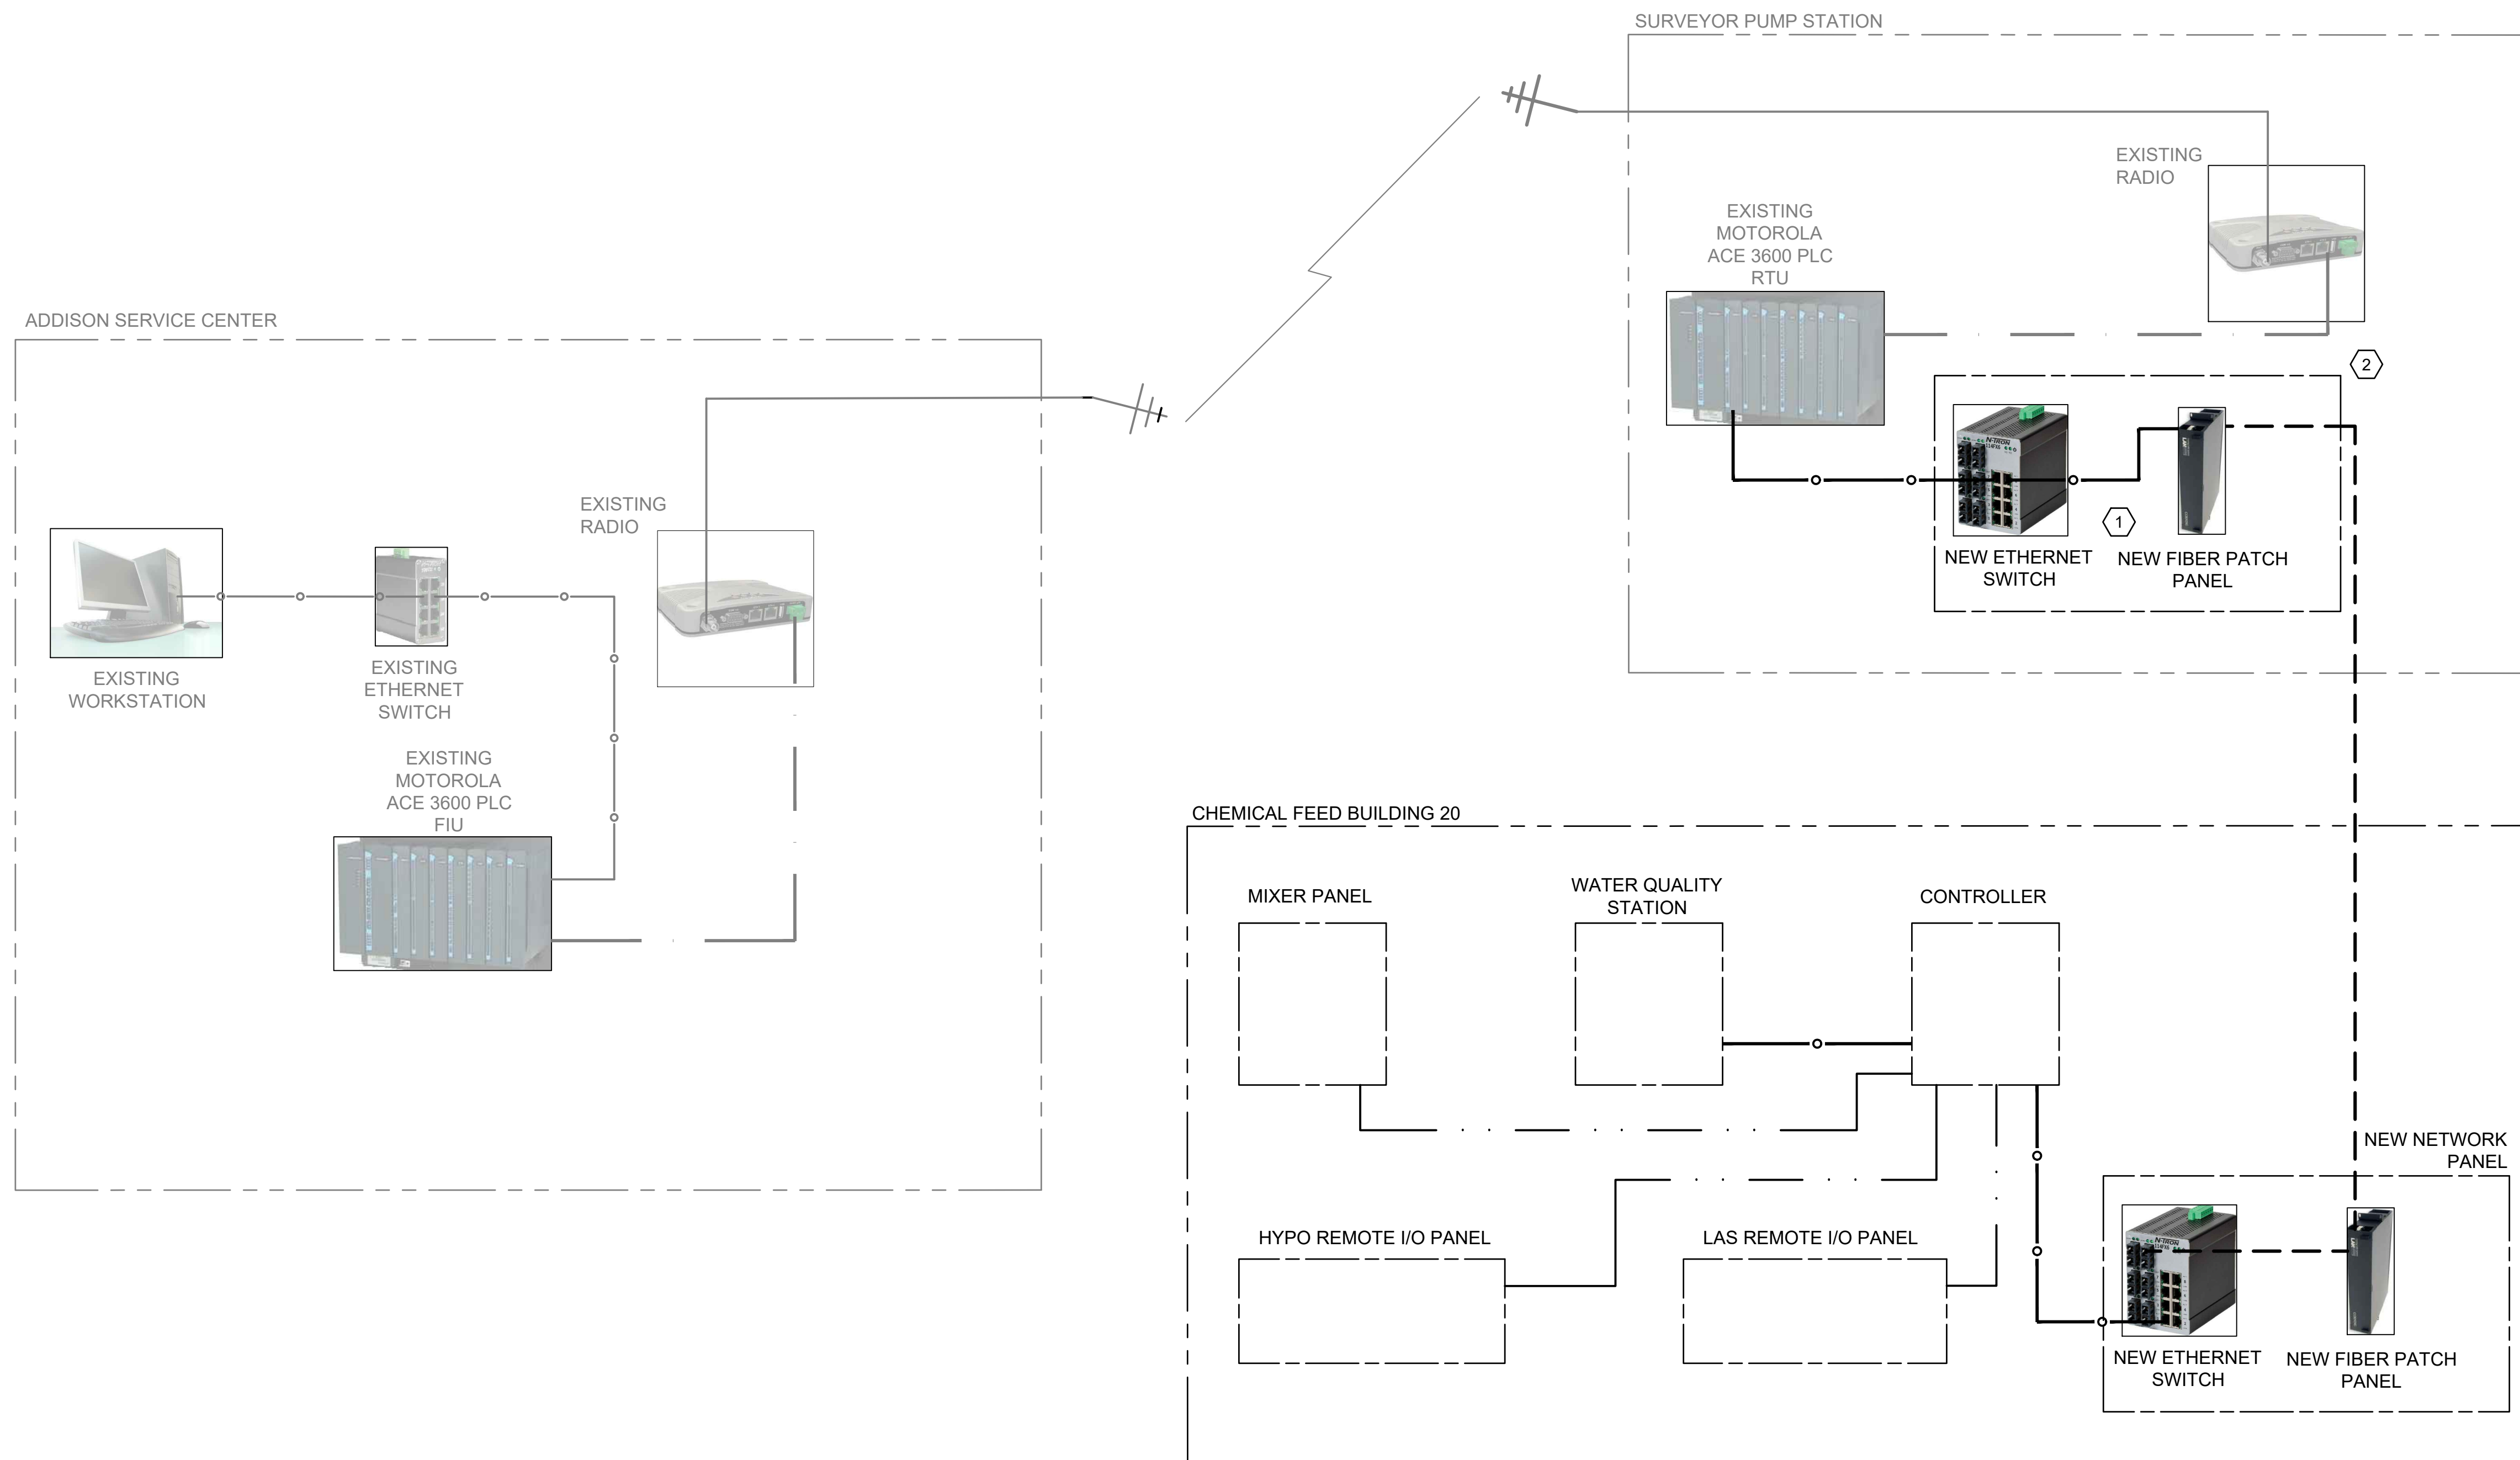 SURVEYOR PUMP STATION
EXISTING
RADIO
EXISTING
MOTOROLA
ACE 3600 PLC
RTU
2
N-TRON
1
NEW ETHERNET
SWITCH
NEW FIBER PATCH
PANEL
ADDISON SERVICE CENTER
EXISTING
RADIO
EXISTING
WORKSTATION
EXISTING
ETHERNET
SWITCH
EXISTING
MOTOROLA
ACE 3600 PLC
FIU
CHEMICAL FEED BUILDING 20
MIXER PANEL
WATER QUALITY
STATION
CONTROLLER
HYPO REMOTE I/O PANEL
LAS REMOTE I/O PANEL
NEW NETWORK
PANEL
N-TRON
NEW ETHERNET
SWITCH
NEW FIBER PATCH
PANEL